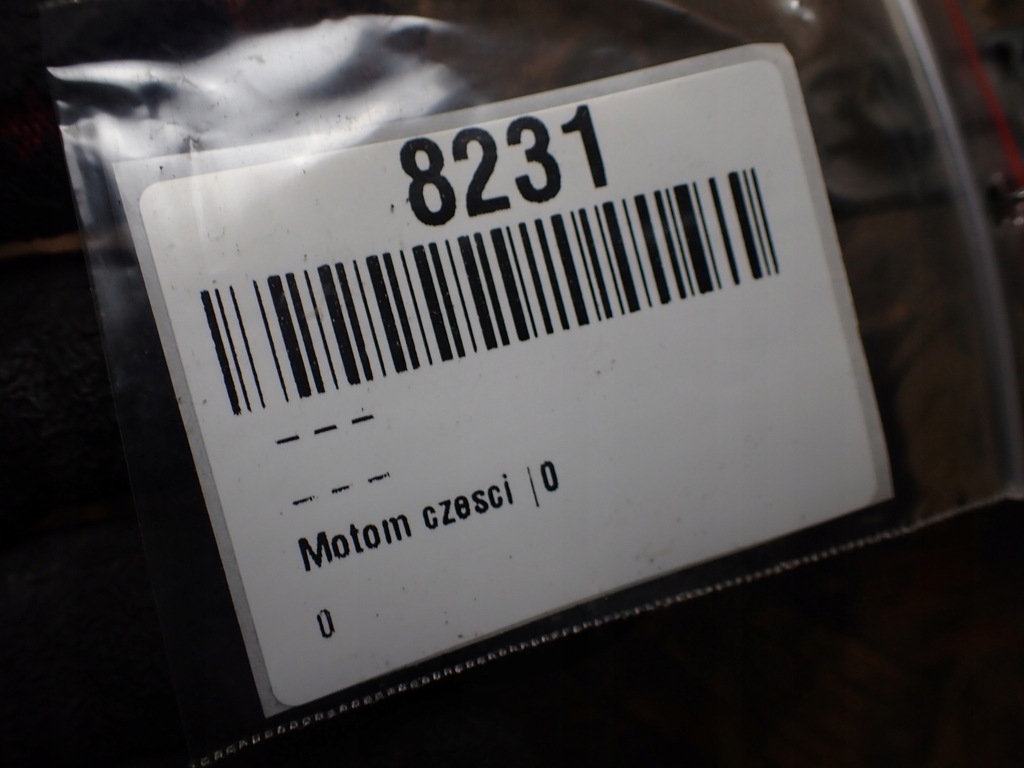 8231
---
---
Motom czesci |0
0